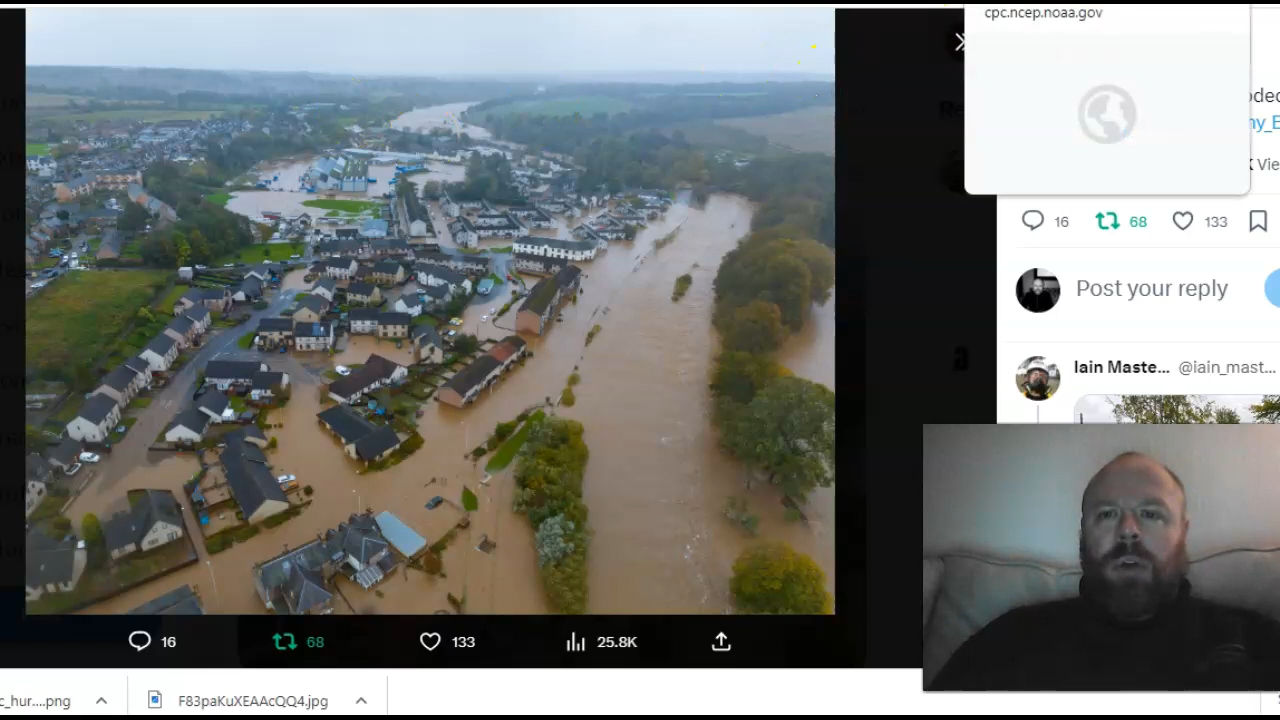 cpc.ncep.noaa.gov
16
68
133
Post your reply
Iain Maste... @iain_mast...
16
68
133
25.8K
c_hur....png
F83paKuXEAAcQQ4.jpg